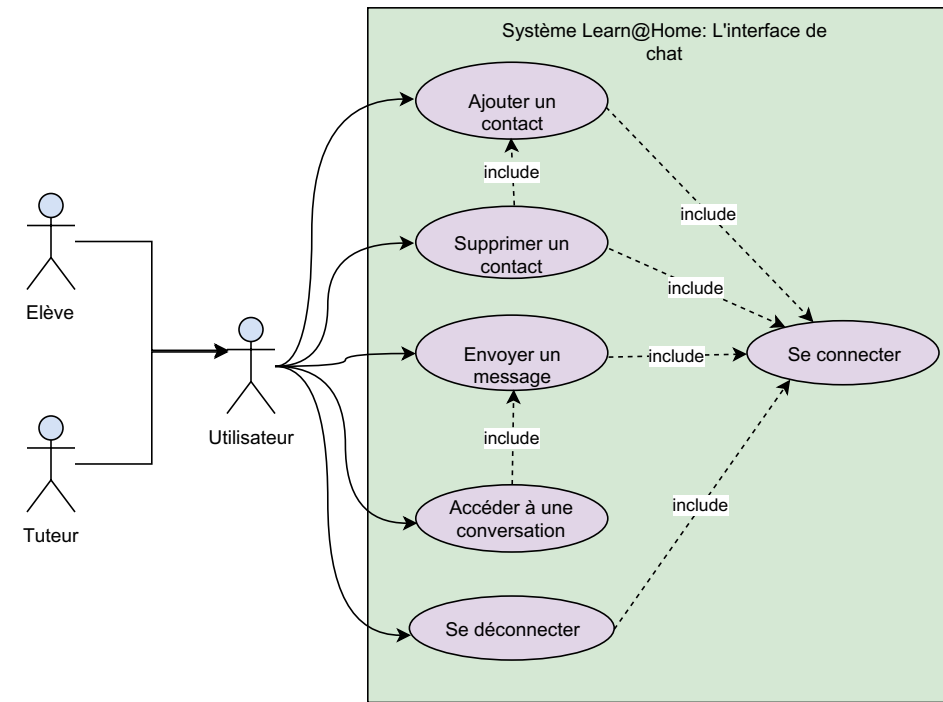 Système Learn@Home: L'interface de
chat
Ajouter un
contact
include
include
Supprimer un
contact
include
Elève
Envoyer un
message
include
Se connecter
Utilisateur
include
Accéder à une
conversation
include
Tuteur
Se déconnecter